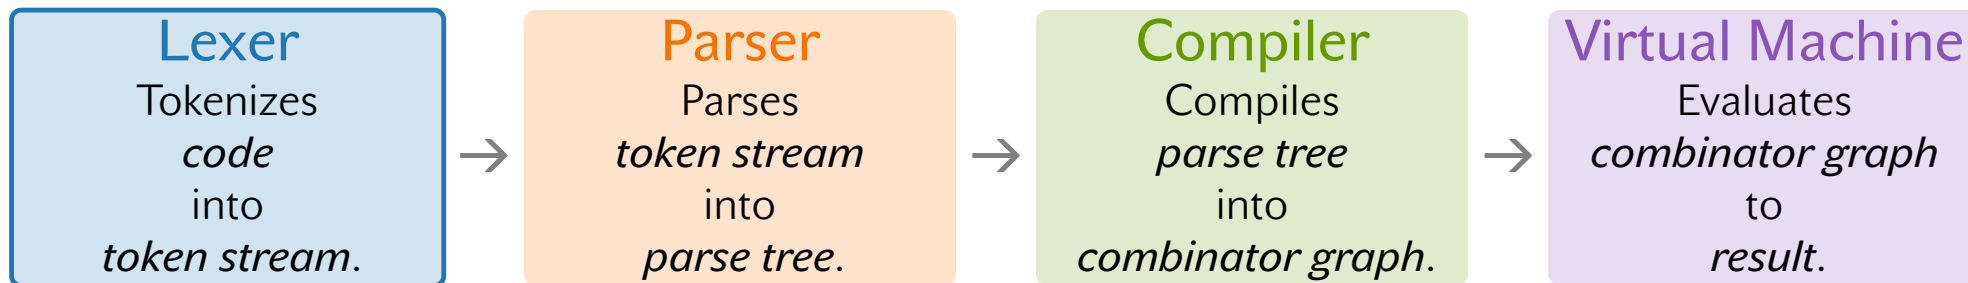 Lexer
Tokenizes
code
into
token stream.
→
Parser
Parses
token stream
into
parse tree.
→
Compiler
Compiles
parse tree
into
combinator graph.
→
Virtual Machine
Evaluates
combinator graph
to
result.